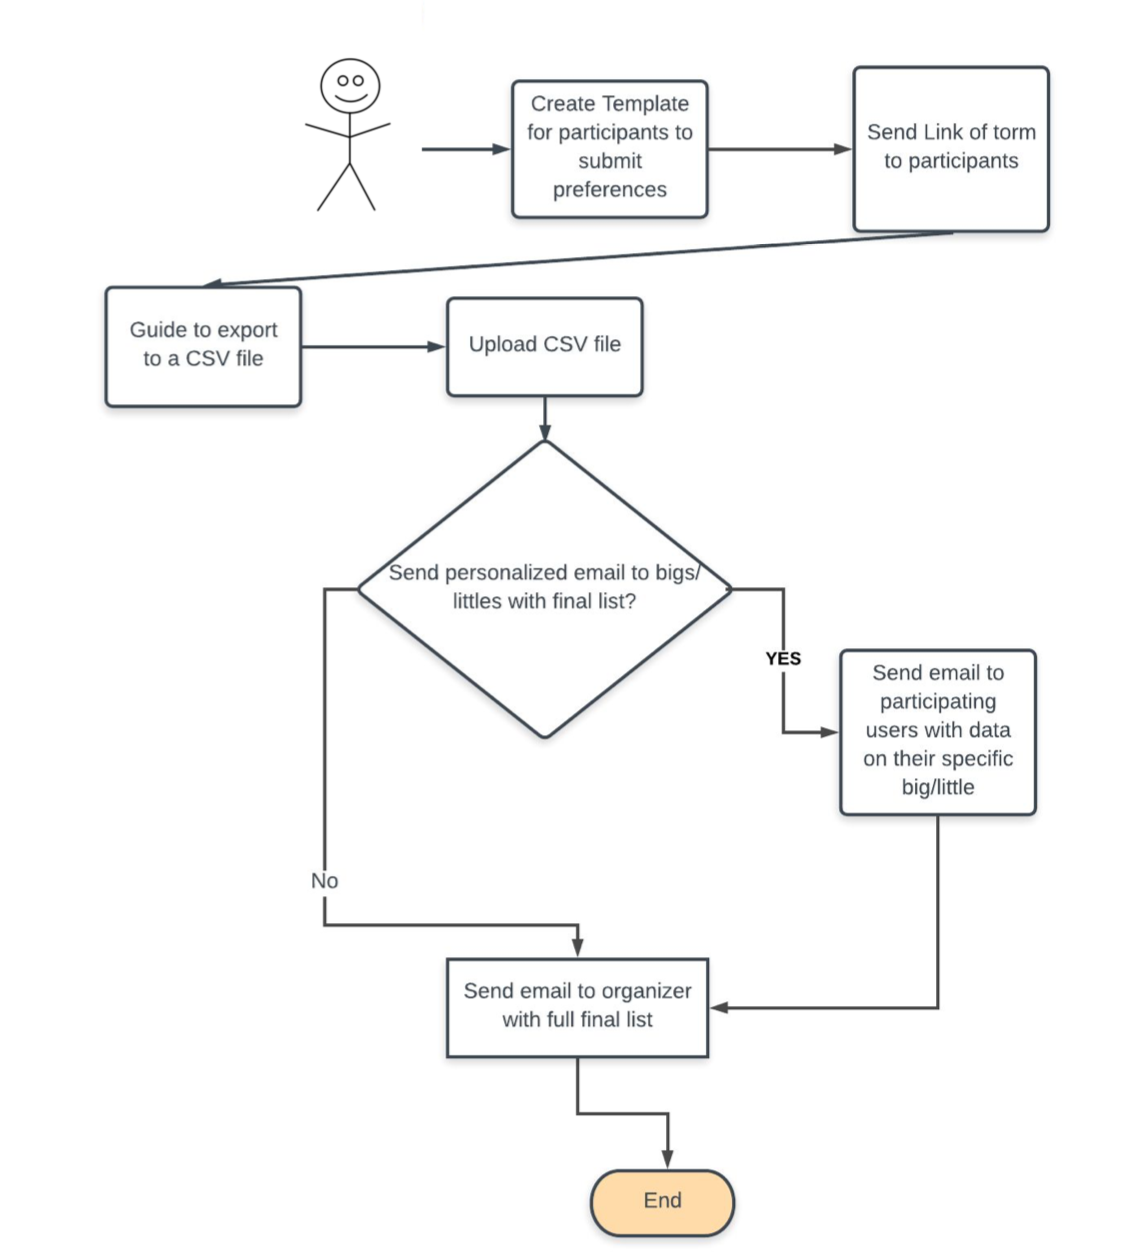 Create Template
for participants to
submit
preferences
Send Link of torm
to participants
Guide to export
to a CSV file
Upload CSV file
Send personalized email to bigs/
littles with final list?
YES
Send email to
participating
users with data
on their specific
big/little
No
Send email to organizer
with full final list
End